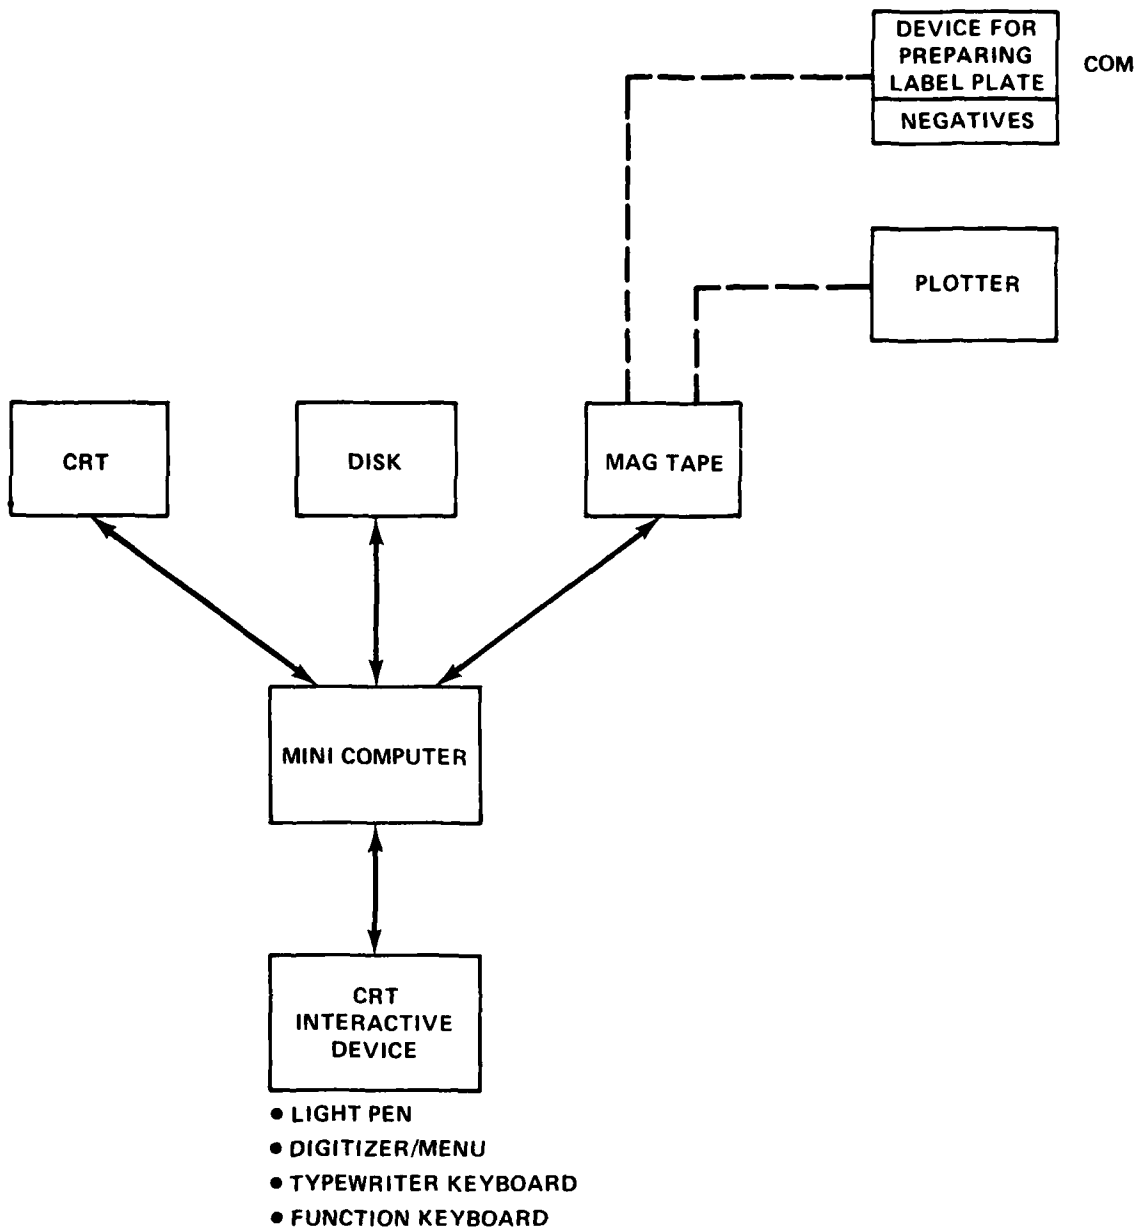 DEVICE FOR
PREPARING
LABEL PLATE
COM
NEGATIVES
PLOTTER
CRT
DISK
MAG TAPE
MINI COMPUTER
CRT
INTERACTIVE
DEVICE
• LIGHT PEN
• DIGITIZER/MENU
• TYPEWRITER KEYBOARD
• FUNCTION KEYBOARD